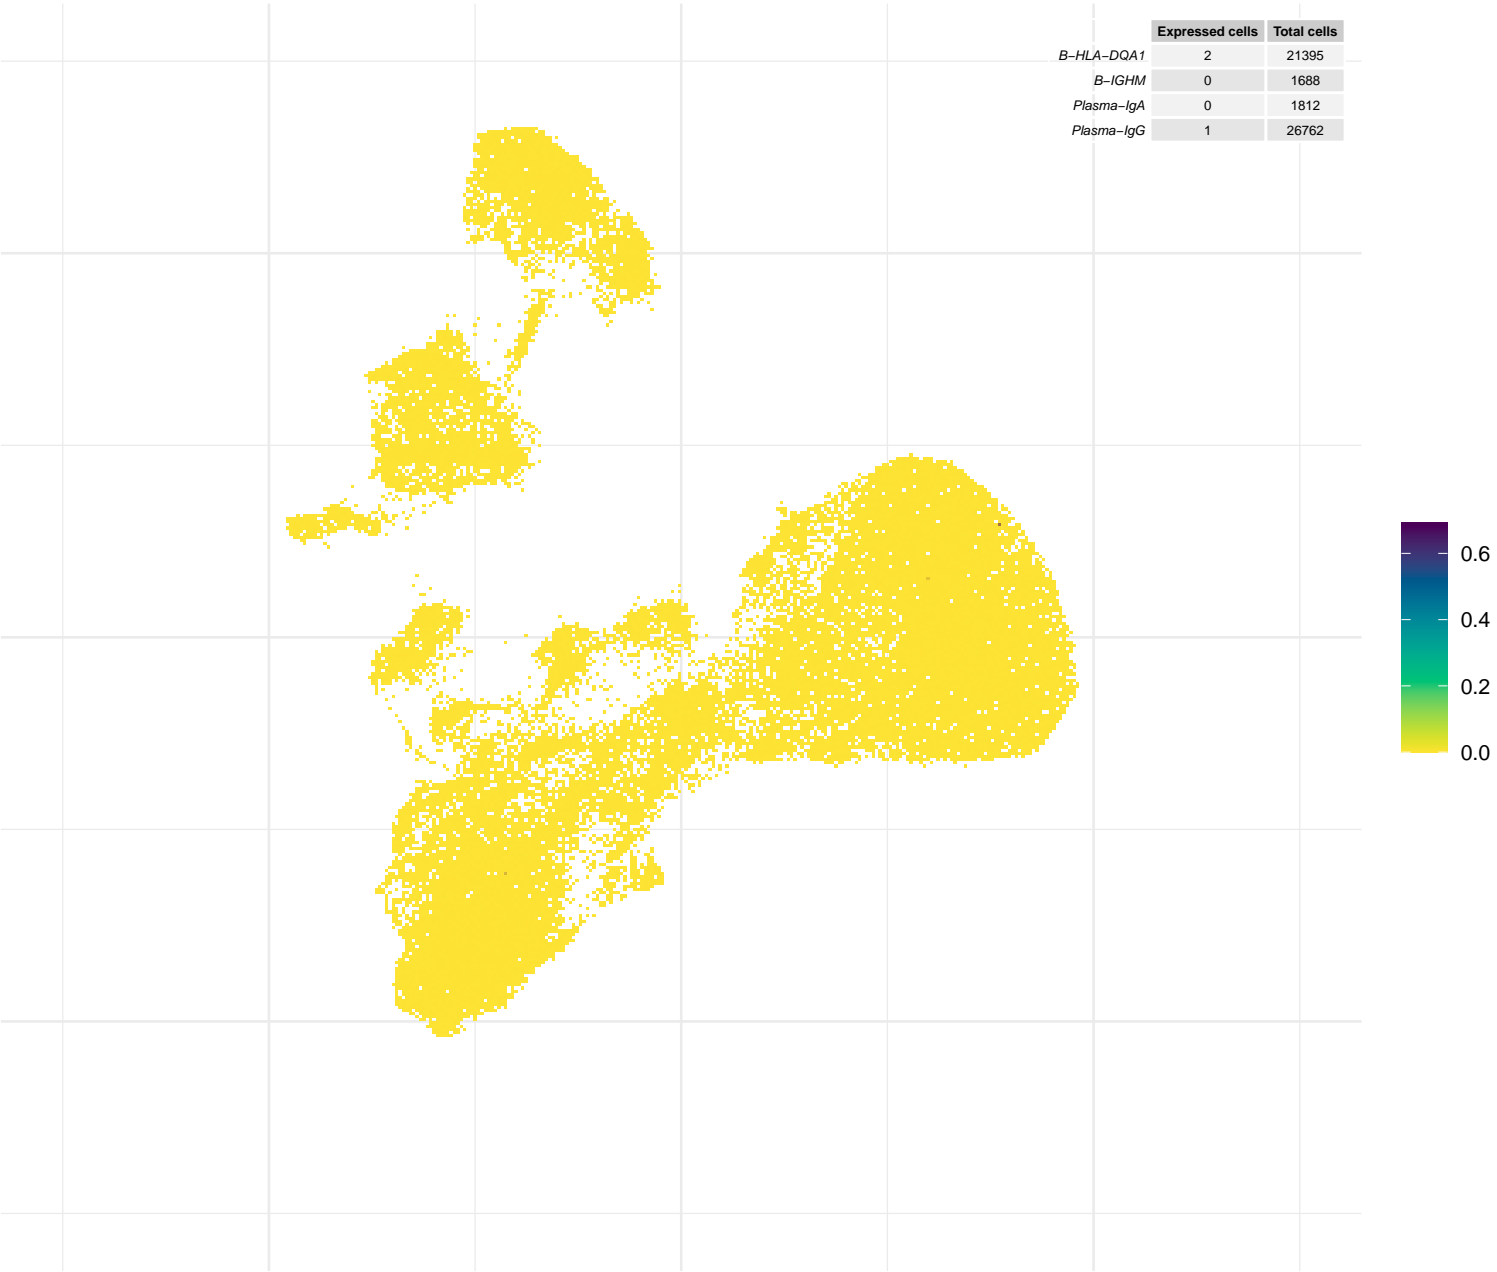 Expressed cells Total cells
B−HLA−DQA1 2 21395
B−IGHM 0 1688
Plasma−IgA 0 1812
Plasma−IgG 1 26762
0.6
0.4
0.2
0.0